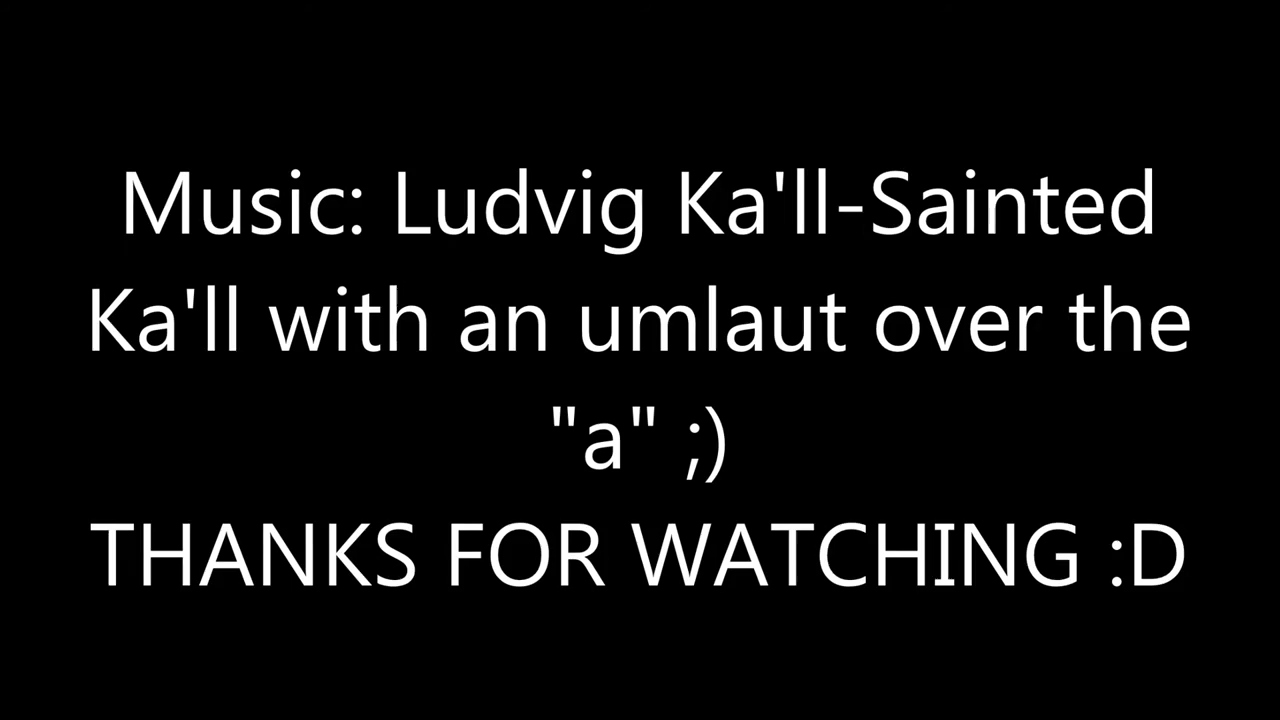 Music: Ludvig Ka'll-Sainted
Ka'll with an umlaut over the
"a" ;)
THANKS FOR WATCHING :D